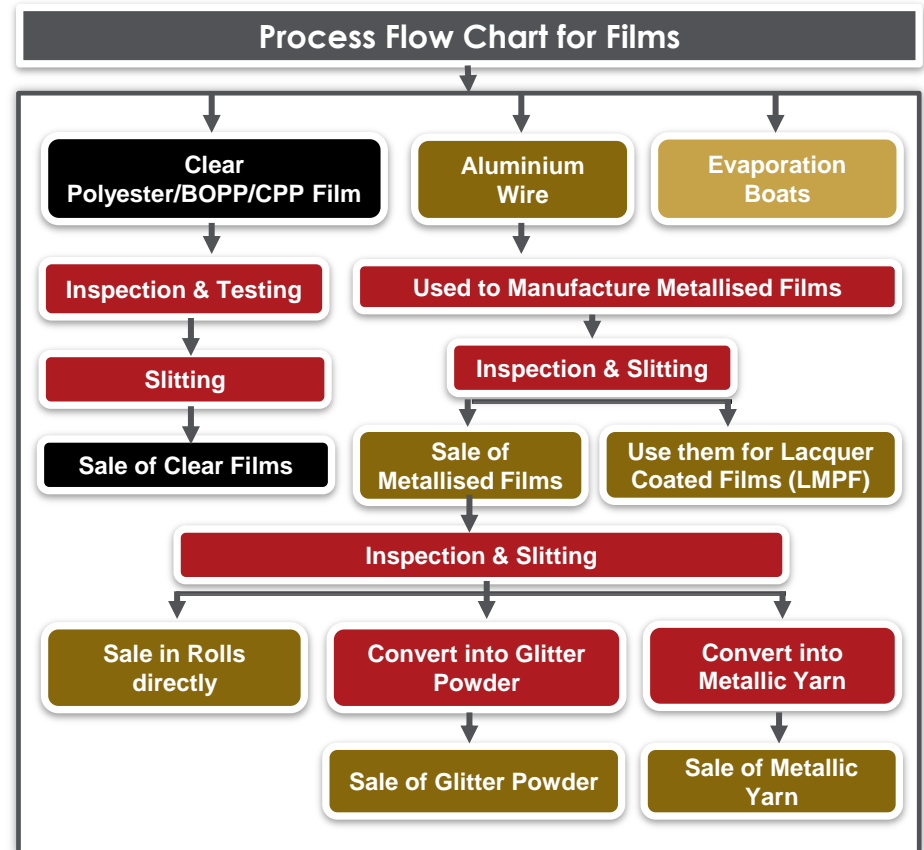 Process Flow Chart for Films
Clear
Polyester/BOPP/CPP Film
Aluminium
Wire
Evaporation
Boats
Inspection & Testing
Used to Manufacture Metallised Films
Slitting
Inspection & Slitting
Sale of Clear Films
Sale of
Metallised Films
Use them for Lacquer
Coated Films (LMPF)
Inspection & Slitting
Sale in Rolls
directly
Convert into Glitter
Powder
Convert into
Metallic Yarn
Sale of Glitter Powder
Sale of Metallic
Yarn